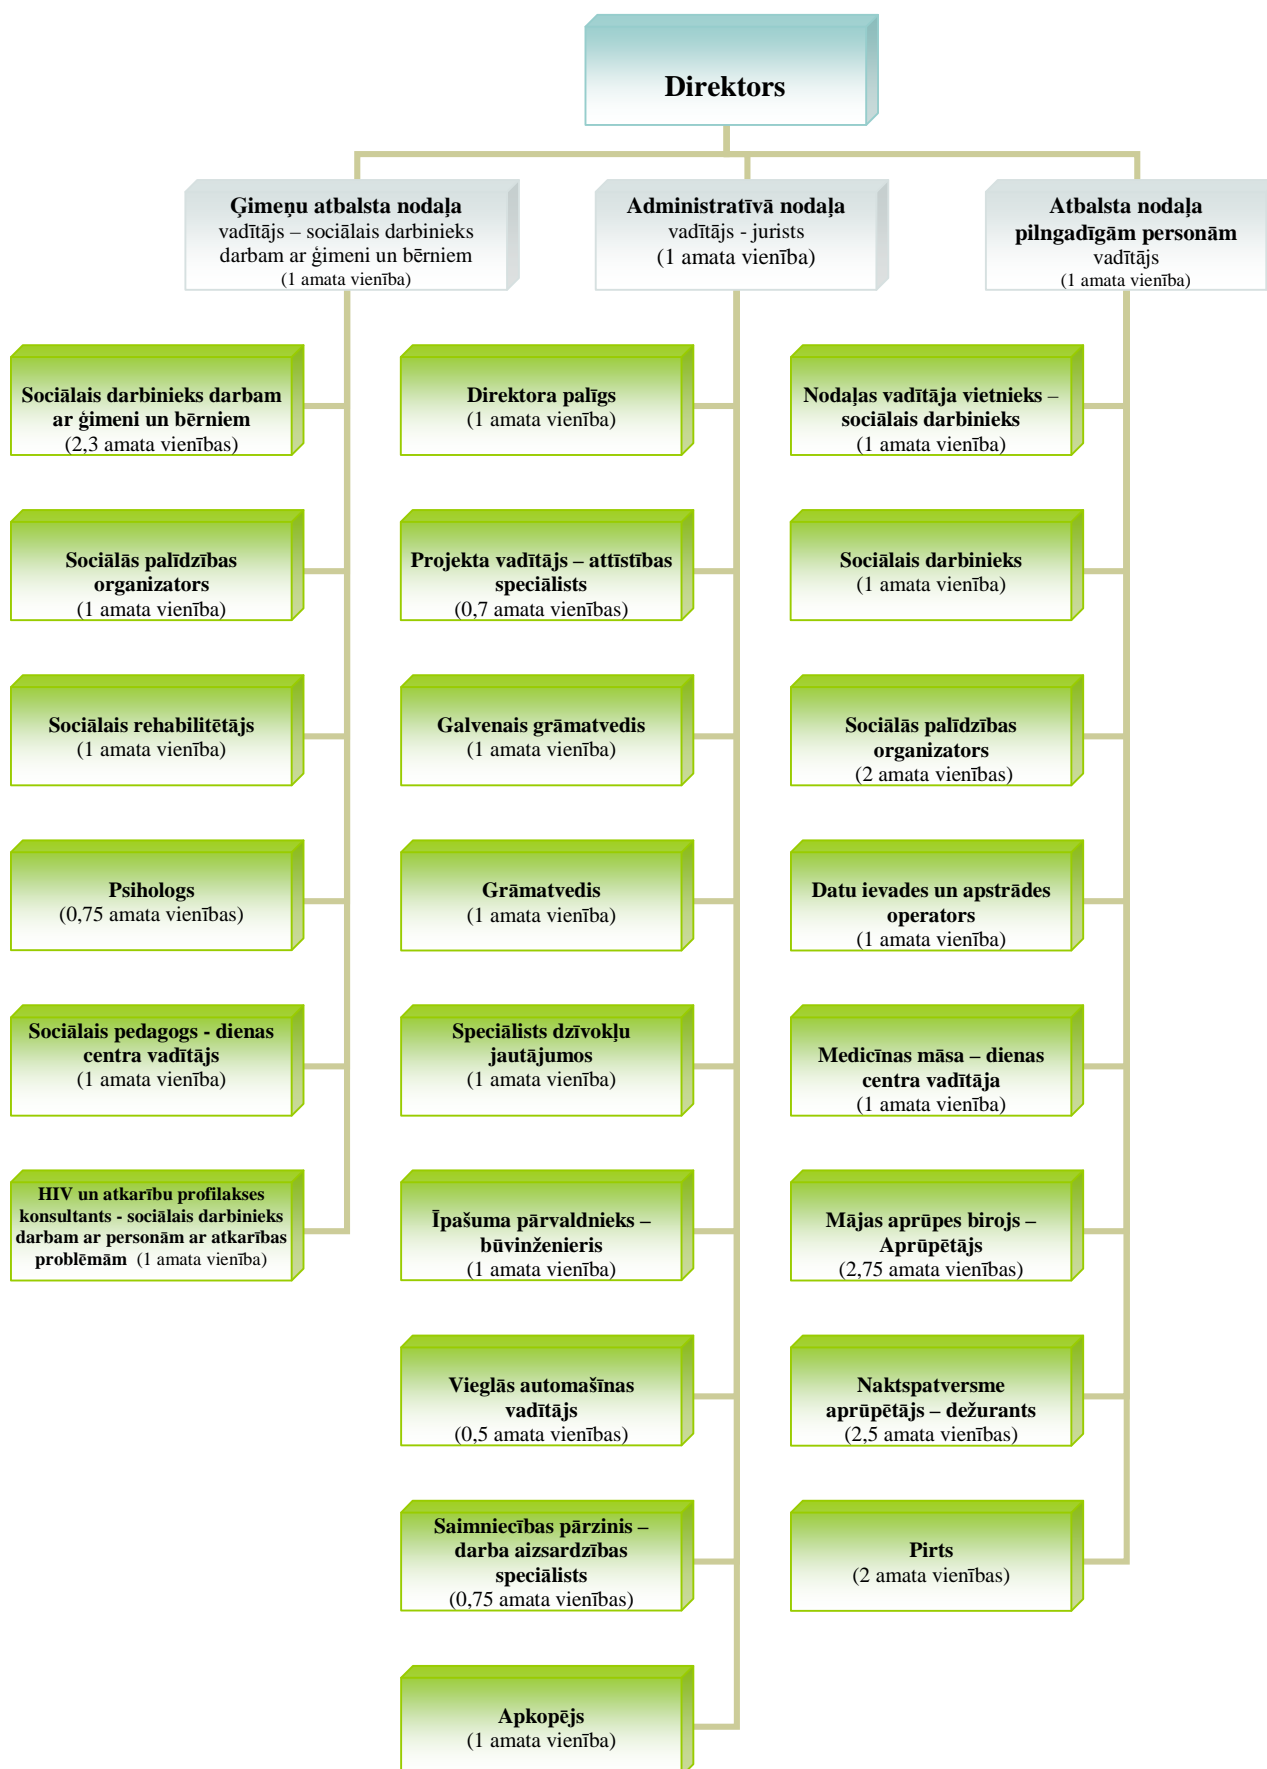 Direktors
Ģimeņu atbalsta nodaļa
vadītājs – sociālais darbinieks
darbam ar ģimeni un bērniem
(1 amata vienība)
Administratīvā nodaļa
vadītājs - jurists
(1 amata vienība)
Atbalsta nodaļa
pilngadīgām personām
vadītājs
(1 amata vienība)
Sociālais darbinieks darbam
ar ģimeni un bērniem
(2,3 amata vienības)
Sociālās palīdzības
organizators
(1 amata vienība)
Sociālais rehabilitētājs
(1 amata vienība)
Psihologs
(0,75 amata vienības)
Sociālais pedagogs - dienas
centra vadītājs
(1 amata vienība)
HIV un atkarību profilakses
konsultants - sociālais darbinieks
darbam ar personām ar atkarības
problēmām (1 amata vienība)
Direktora palīgs
(1 amata vienība)
Projekta vadītājs – attīstības
speciālists
(0,7 amata vienības)
Galvenais grāmatvedis
(1 amata vienība)
Grāmatvedis
(1 amata vienība)
Speciālists dzīvokļu
jautājumos
(1 amata vienība)
Īpašuma pārvaldnieks –
būvinženieris
(1 amata vienība)
Vieglās automašīnas
vadītājs
(0,5 amata vienības)
Saimniecības pārzinis –
darba aizsardzības
speciālists
(0,75 amata vienības)
Apkopējs
(1 amata vienība)
Nodaļas vadītāja vietnieks –
sociālais darbinieks
(1 amata vienība)
Sociālais darbinieks
(1 amata vienība)
Sociālās palīdzības
organizators
(2 amata vienības)
Datu ievades un apstrādes
operators
(1 amata vienība)
Medicīnas māsa – dienas
centra vadītāja
(1 amata vienība)
Mājas aprūpes birojs –
Aprūpētājs
(2,75 amata vienības)
Naktspatversme
aprūpētājs – dežurants
(2,5 amata vienības)
Pirts
(2 amata vienības)